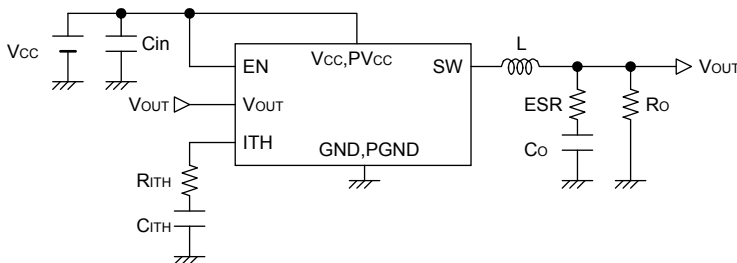 VCC
Cin
EN
VCC,PVCC
SW
L
VOUT
VOUT
VOUT
ESR
RO
ITH
GND,PGND
CO
RITH
CITH